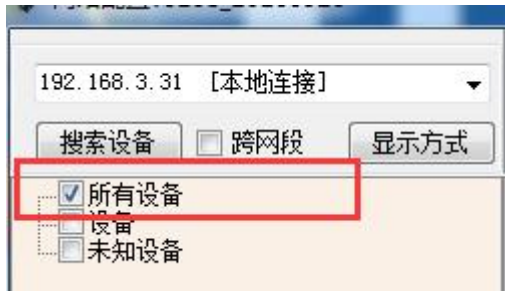 192.168.3.31 [本地连接]
搜索设备 跨网段 显示方式
所有设备
设备
未知设备